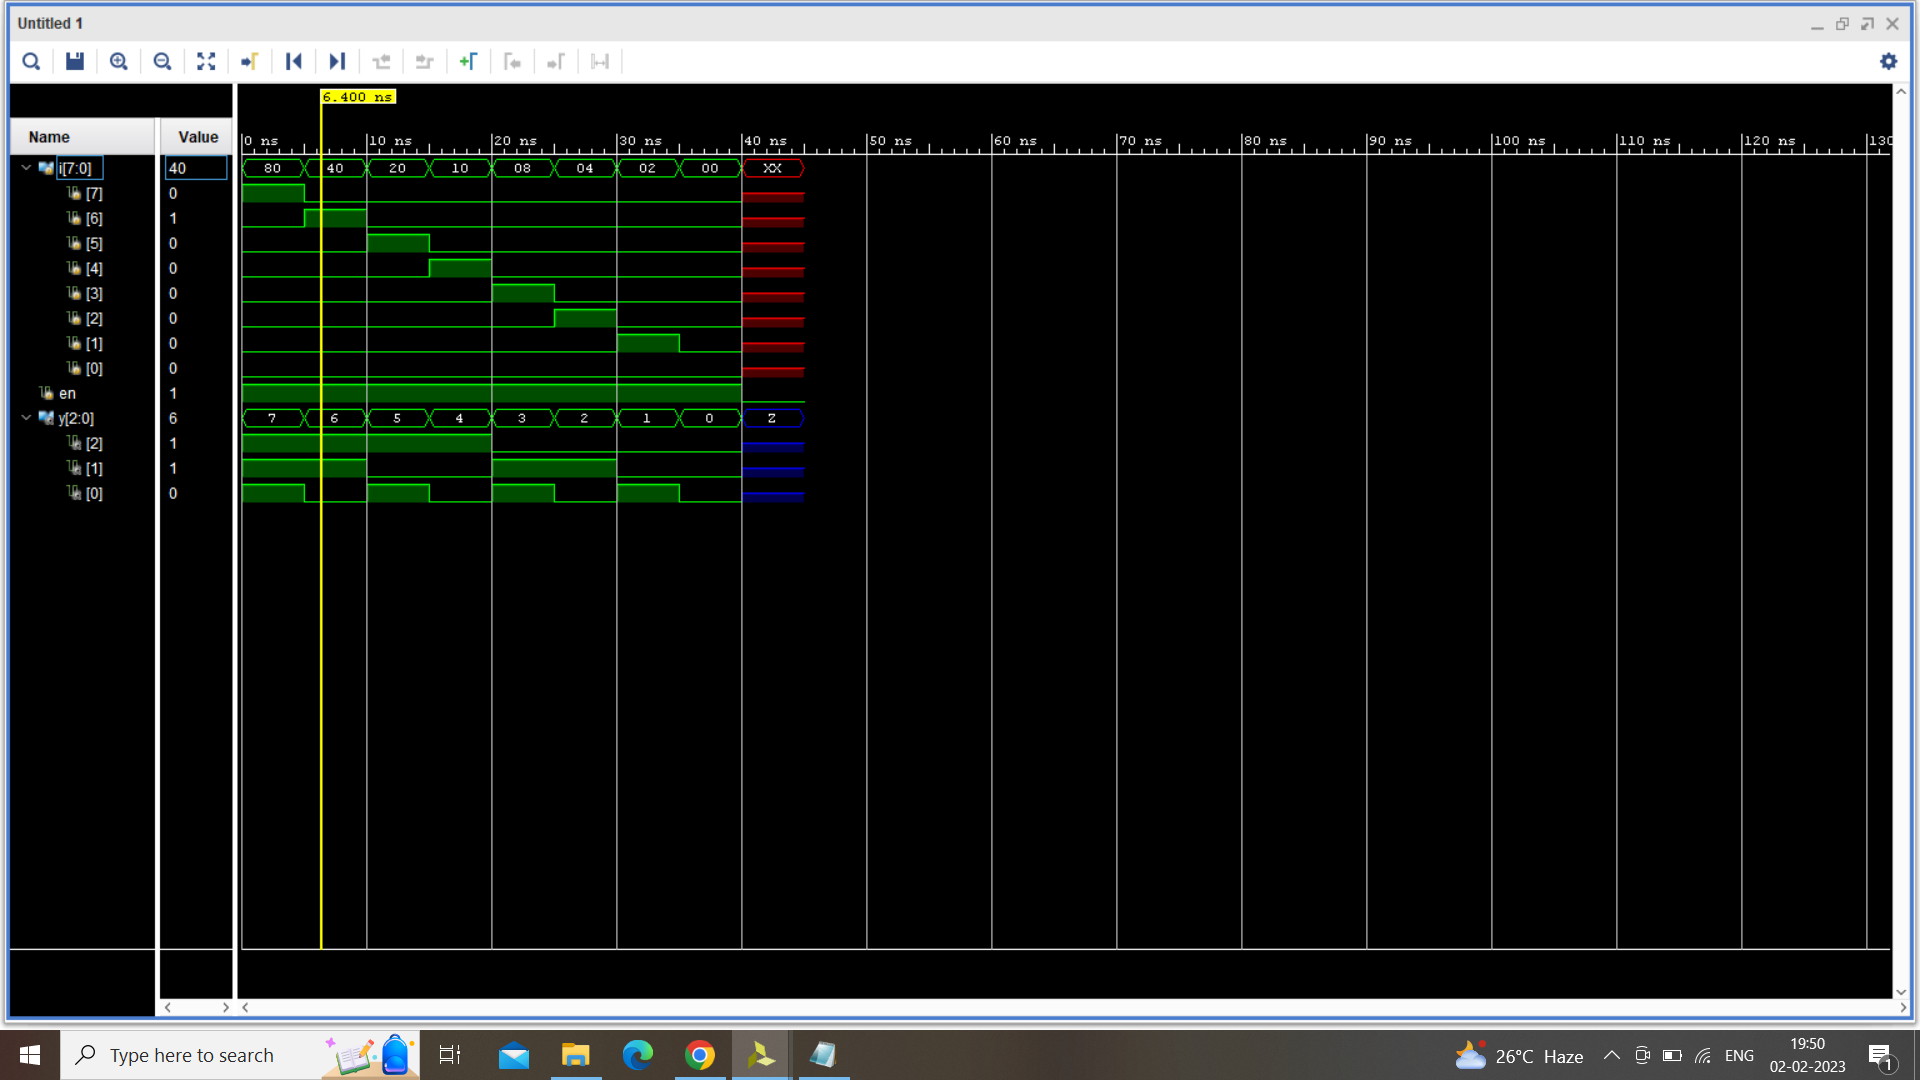 Untitled 1
6.400 ns
Name Value
0 ns 10 ns 20 ns 30 ns 40 ns 50 ns 60 ns 70 ns 80 ns 90 ns 100 ns 110 ns 120 ns 130
i[7:0] 40 80 40 20 10 08 04 02 00 XX
[7] 0
[6] 1
[5] 0
[4] 0
[3] 0
[2] 0
[1] 0
[0] 0
en 1
y[2:0] 6 7 6 5 4 3 2 1 0 Z
[2] 1
[1] 1
[0] 0
Type here to search 26°C Haze ENG 19:50
02-02-2023 1